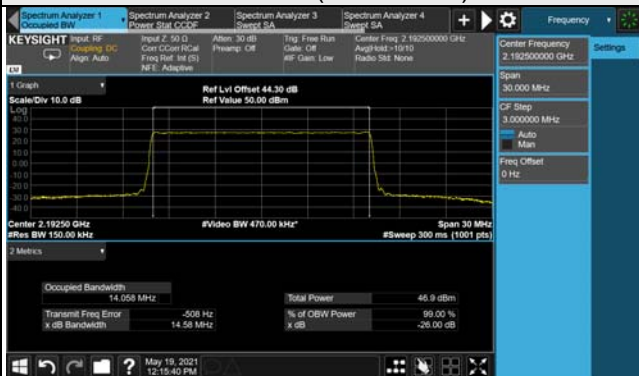 Spectrum Analyzer 1
Occupied BW
Spectrum Analyzer 2
Power Stat CCDF
Spectrum Analyzer 3
Swept SA
Spectrum Analyzer 4
Swept SA
Frequency
KEYSIGHT
Input: RF
Coupling: DC
Align: Auto
Input Z: 50 Ω
Corr CCorr RCal
Freq Ref: Int (S)
NFE: Adaptive
Atten: 30 dB
Preamp: Off
Trig: Free Run
Gate: Off
#IF Gain: Low
Center Freq: 2.192500000 GHz
Avg|Hold:>10/10
Radio Std: None
Center Frequency
2.192500000 GHz
Settings
Span
30.000 MHz
CF Step
3.000000 MHz
Auto
Man
Freq Offset
0 Hz
1 Graph
Scale/Div 10.0 dB
Ref Lvl Offset 44.30 dB
Ref Value 50.00 dBm
Log
40.0
30.0
20.0
10.0
0.00
-10.0
-20.0
-30.0
-40.0
Center 2.19250 GHz
#Res BW 150.00 kHz
#Video BW 470.00 kHz*
Span 30 MHz
#Sweep 300 ms (1001 pts)
2 Metrics
Occupied Bandwidth
14.058 MHz
Total Power
46.9 dBm
Transmit Freq Error
-508 Hz
% of OBW Power
99.00 %
x dB Bandwidth
14.58 MHz
x dB
-26.00 dB
?
May 19, 2021
12:15:40 PM